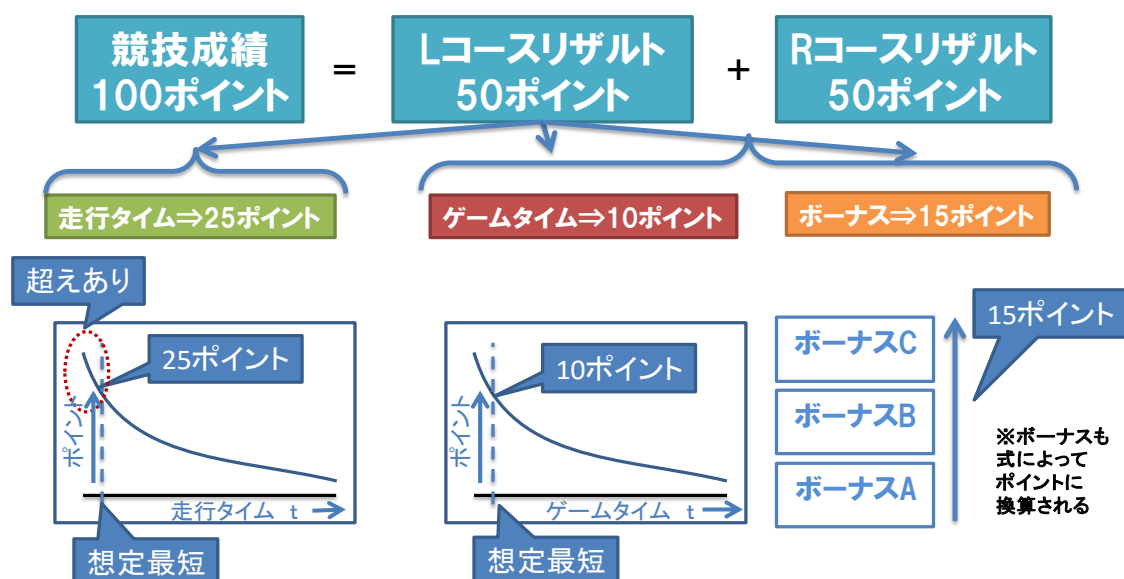 競技成績
100ポイント
=
Lコースリザルト
50ポイント
+
Rコースリザルト
50ポイント
走行タイム⇒25ポイント
ゲームタイム⇒10ポイント
ボーナス⇒15ポイント
超えあり
25ポイント
ポイント
走行タイム t
想定最短
10ポイント
ポイント
ゲームタイム t
想定最短
ボーナスC
ボーナスB
ボーナスA
15ポイント
※ボーナスも
式によって
ポイントに
換算される